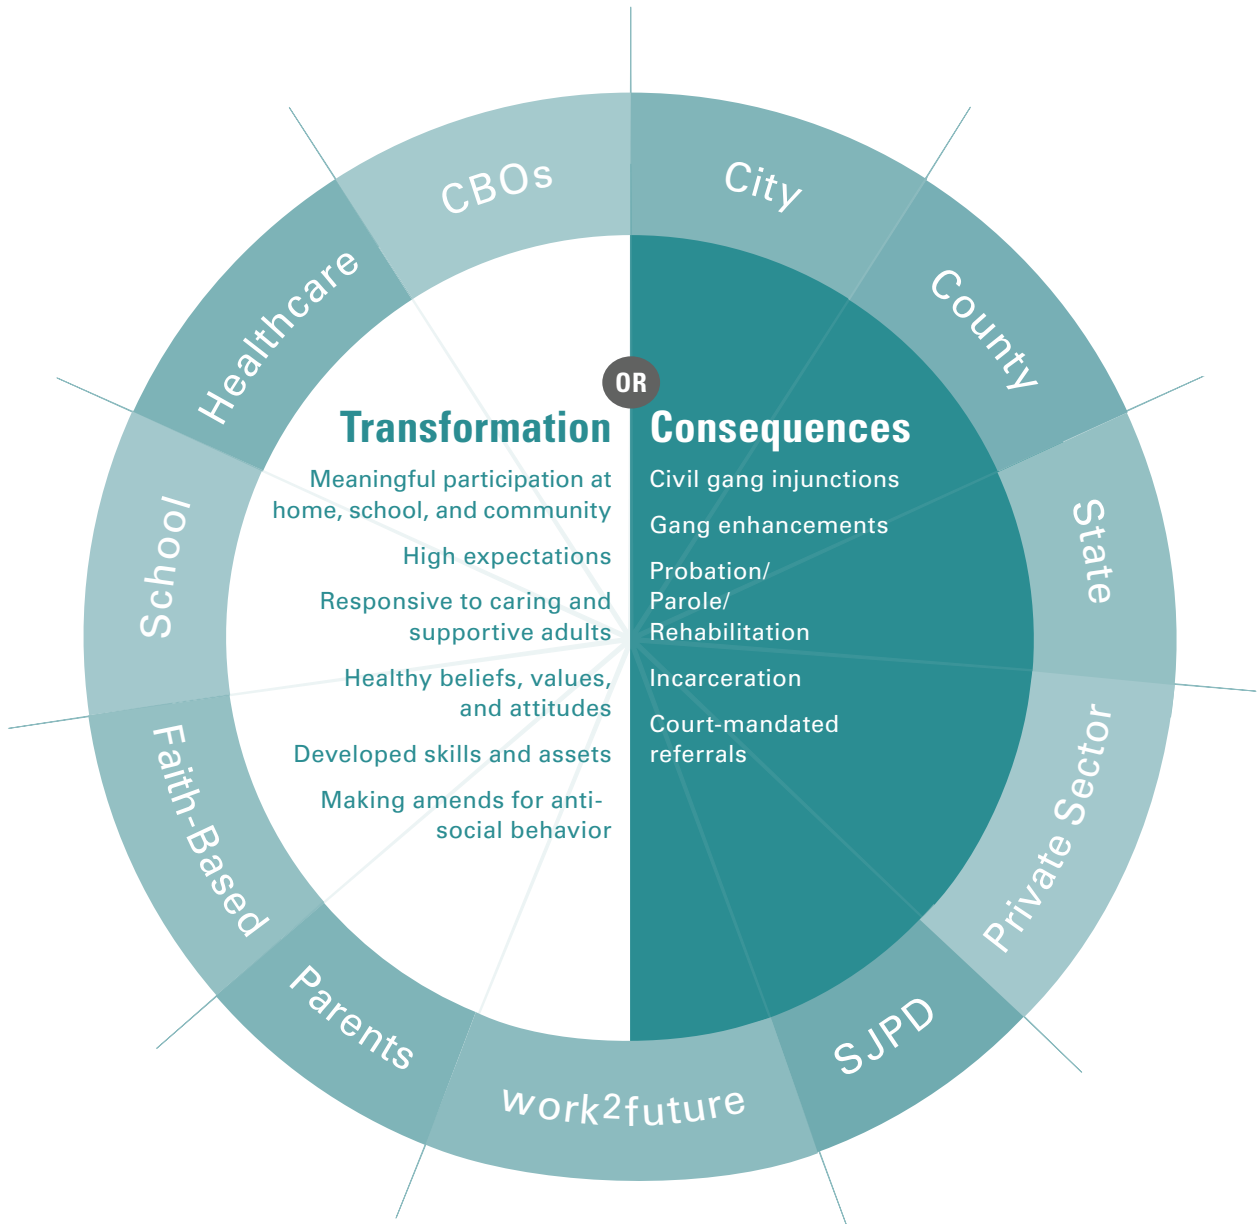 CBOs
City
County
State
Private Sector
SJPD
work2future
Parents
Faith-Based
School
Healthcare
OR
Transformation
Meaningful participation at
home, school, and community
High expectations
Responsive to caring and
supportive adults
Healthy beliefs, values,
and attitudes
Developed skills and assets
Making amends for anti-
social behavior
Consequences
Civil gang injunctions
Gang enhancements
Probation/
Parole/
Rehabilitation
Incarceration
Court-mandated
referrals